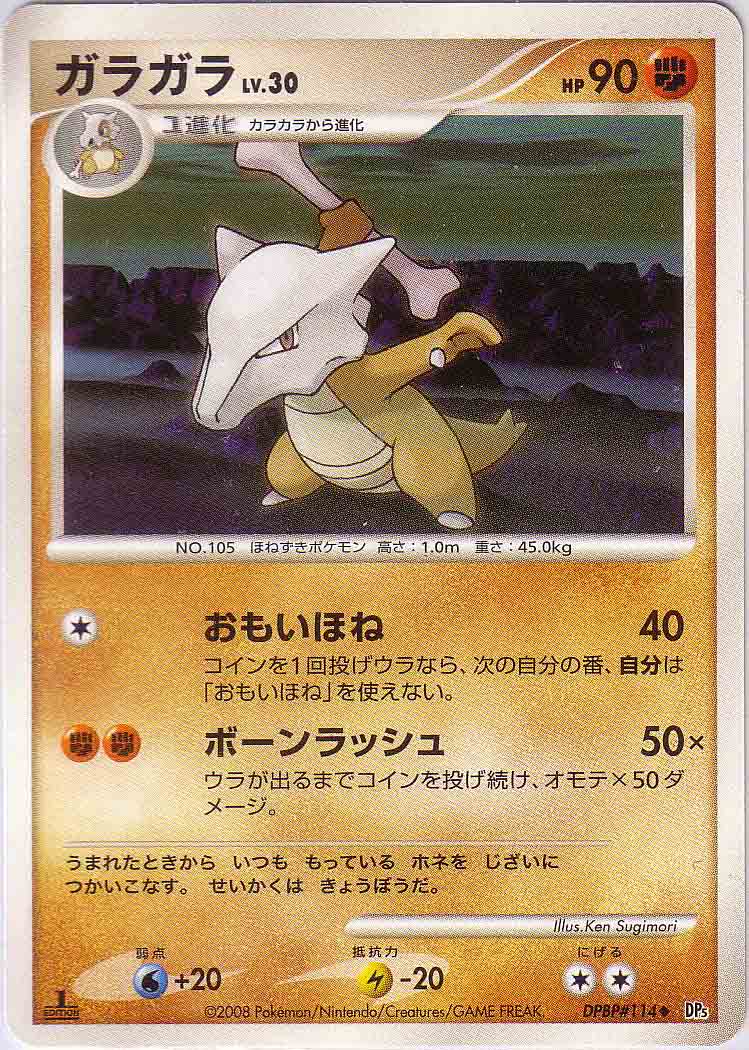 ガラガラ LV.30 HP 90
1進化 カラカラから進化
NO.105 ほねずきポケモン 高さ：1.0m 重さ：45.0kg
おもいほね 40
コインを1回投げウラなら、次の自分の番、自分は
「おもいほね」を使えない。
ボーンラッシュ 50×
ウラが出るまでコインを投げ続け、オモテ×50ダ
メージ。
うまれたときから いつも もっている ホネを じざいに
つかいこなす。 せいかくは きょうぼうだ。
Illus.Ken Sugimori
弱点 抵抗力 にげる
+20 -20
1 EDITION ©2008 Pokémon/Nintendo/Creatures/GAME FREAK. DPBP#114◆ DP5